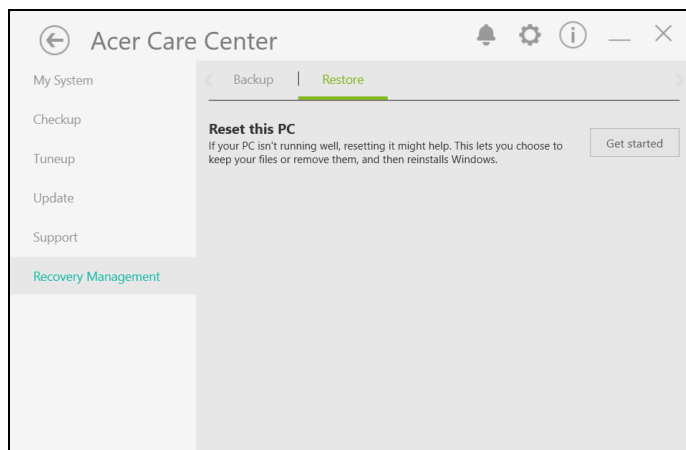 Acer Care Center
My System
Checkup
Tuneup
Update
Support
Recovery Management
Backup
Restore
Reset this PC
If your PC isn't running well, resetting it might help. This lets you choose to
keep your files or remove them, and then reinstalls Windows.
Get started